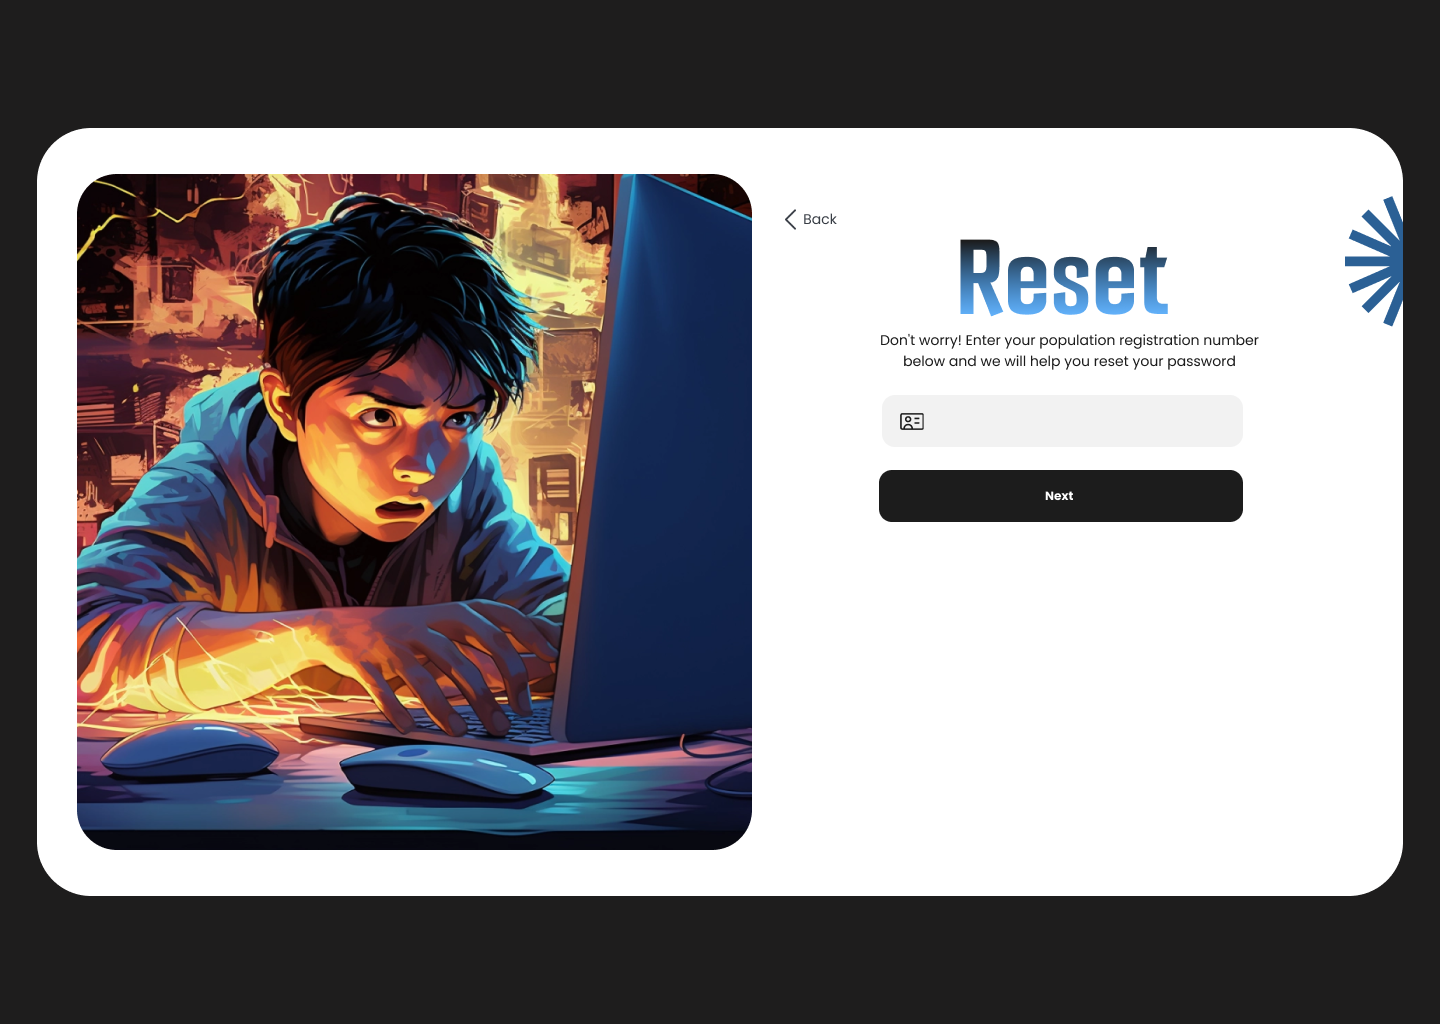 Back
Reset
Don't worry! Enter your population registration number
below and we will help you reset your password
Next